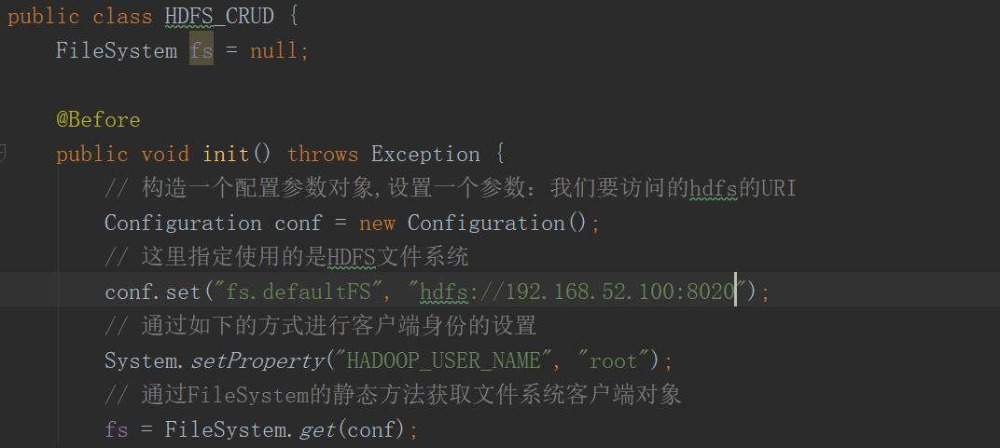 public class HDFS_CRUD {
FileSystem fs = null;
@Before
public void init() throws Exception {
// 构造一个配置参数对象,设置一个参数：我们要访问的hdfs的URI
Configuration conf = new Configuration();
// 这里指定使用的是HDFS文件系统
conf.set("fs.defaultFS", "hdfs://192.168.52.100:8020");
// 通过如下的方式进行客户端身份的设置
System.setProperty("HADOOP_USER_NAME", "root");
// 通过FileSystem的静态方法获取文件系统客户端对象
fs = FileSystem.get(conf);